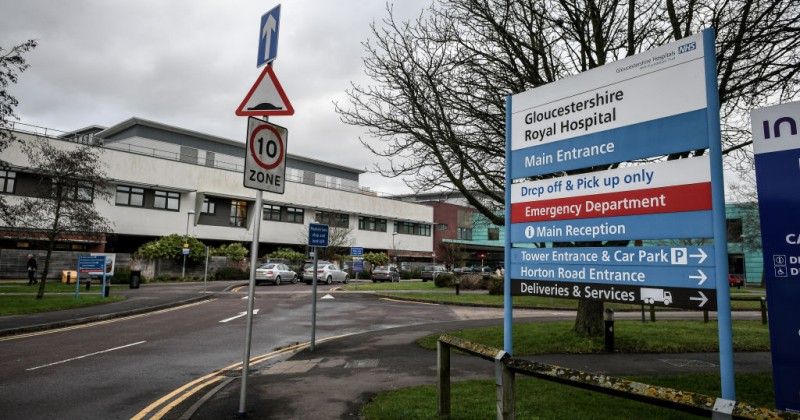 10
ZONE
Gloucestershire Hospitals NHS
Gloucestershire
Royal Hospital
Main Entrance
Drop off & Pick up only
Emergency Department
i Main Reception
Tower Entrance & Car Park P
Horton Road Entrance
Deliveries & Services
IN
CA